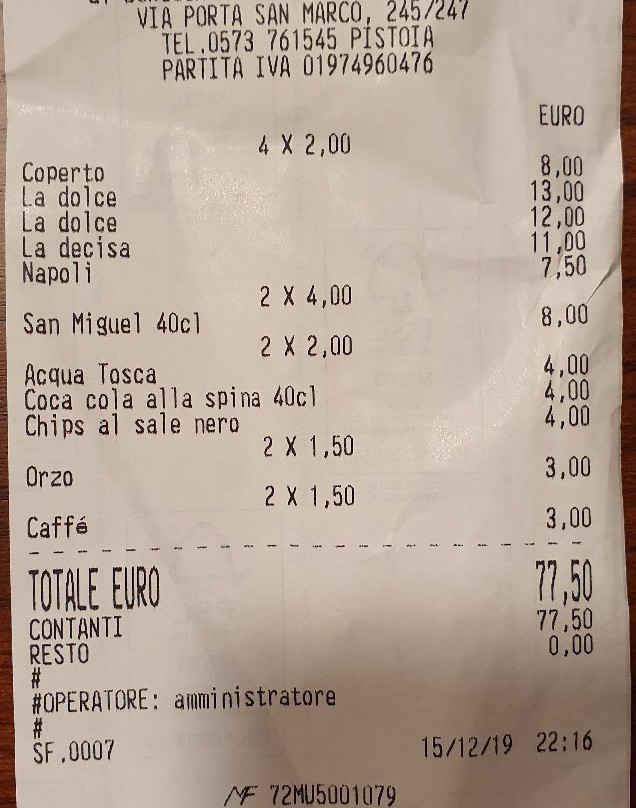 VIA PORTA SAN MARCO, 245/247
TEL.0573 761545 PISTOIA
PARTITA IVA 01974960476
EURO
4 X 2,00
Coperto 8,00
La dolce 13,00
La dolce 12,00
La decisa 11,00
Napoli 7,50
2 X 4,00
San Miguel 40cl 8,00
2 X 2,00
Acqua Tosca 4,00
Coca cola alla spina 40cl 4,00
Chips al sale nero 4,00
2 X 1,50
Orzo 3,00
2 X 1,50
Caffé 3,00
TOTALE EURO 77,50
CONTANTI 77,50
RESTO 0,00
#
#OPERATORE: amministratore
#
SF.0007 15/12/19 22:16
MF 72MU5001079